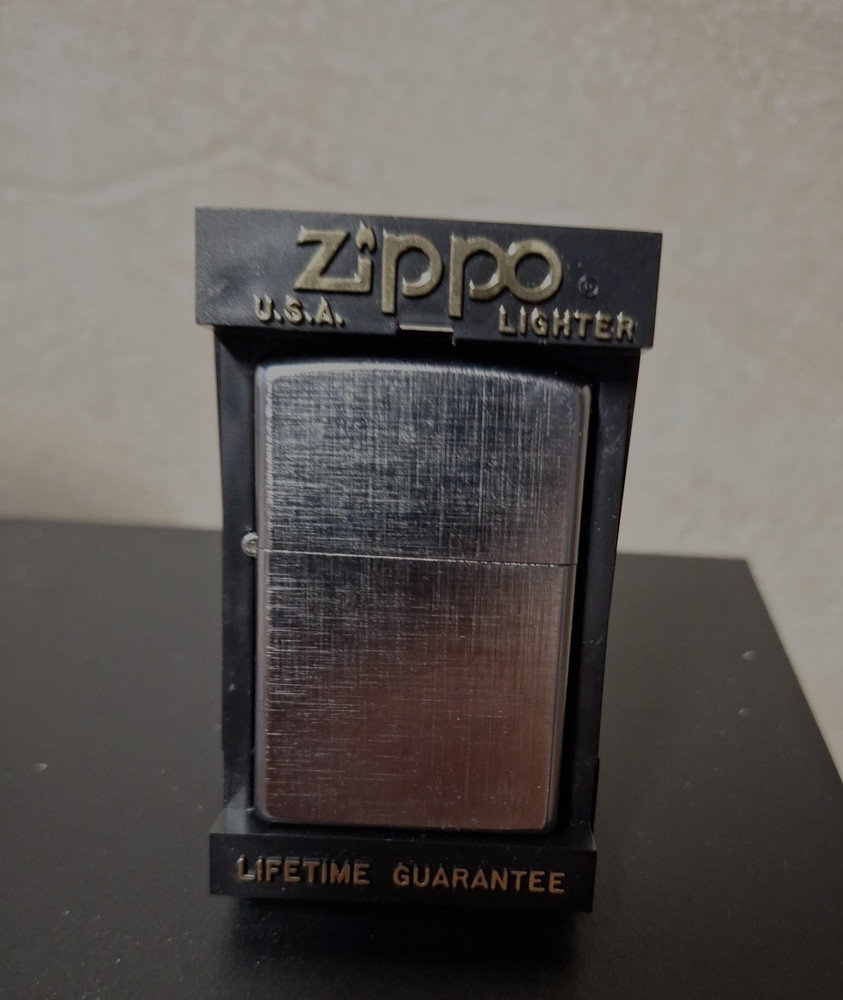 Zippo ®
U.S.A. LIGHTER
LIFETIME GUARANTEE